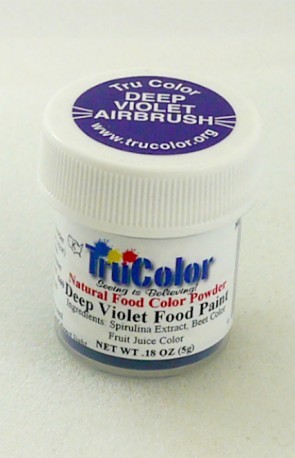 Tru Color
DEEP
VIOLET
AIRBRUSH
www.trucolor.org
TruColor
Seeing is Believing!
Natural Food Color Powder
Deep Violet Food Paint
Ingredients: Spirulina Extract, Beet Color
Fruit Juice Color
NET WT .18 OZ (5g)